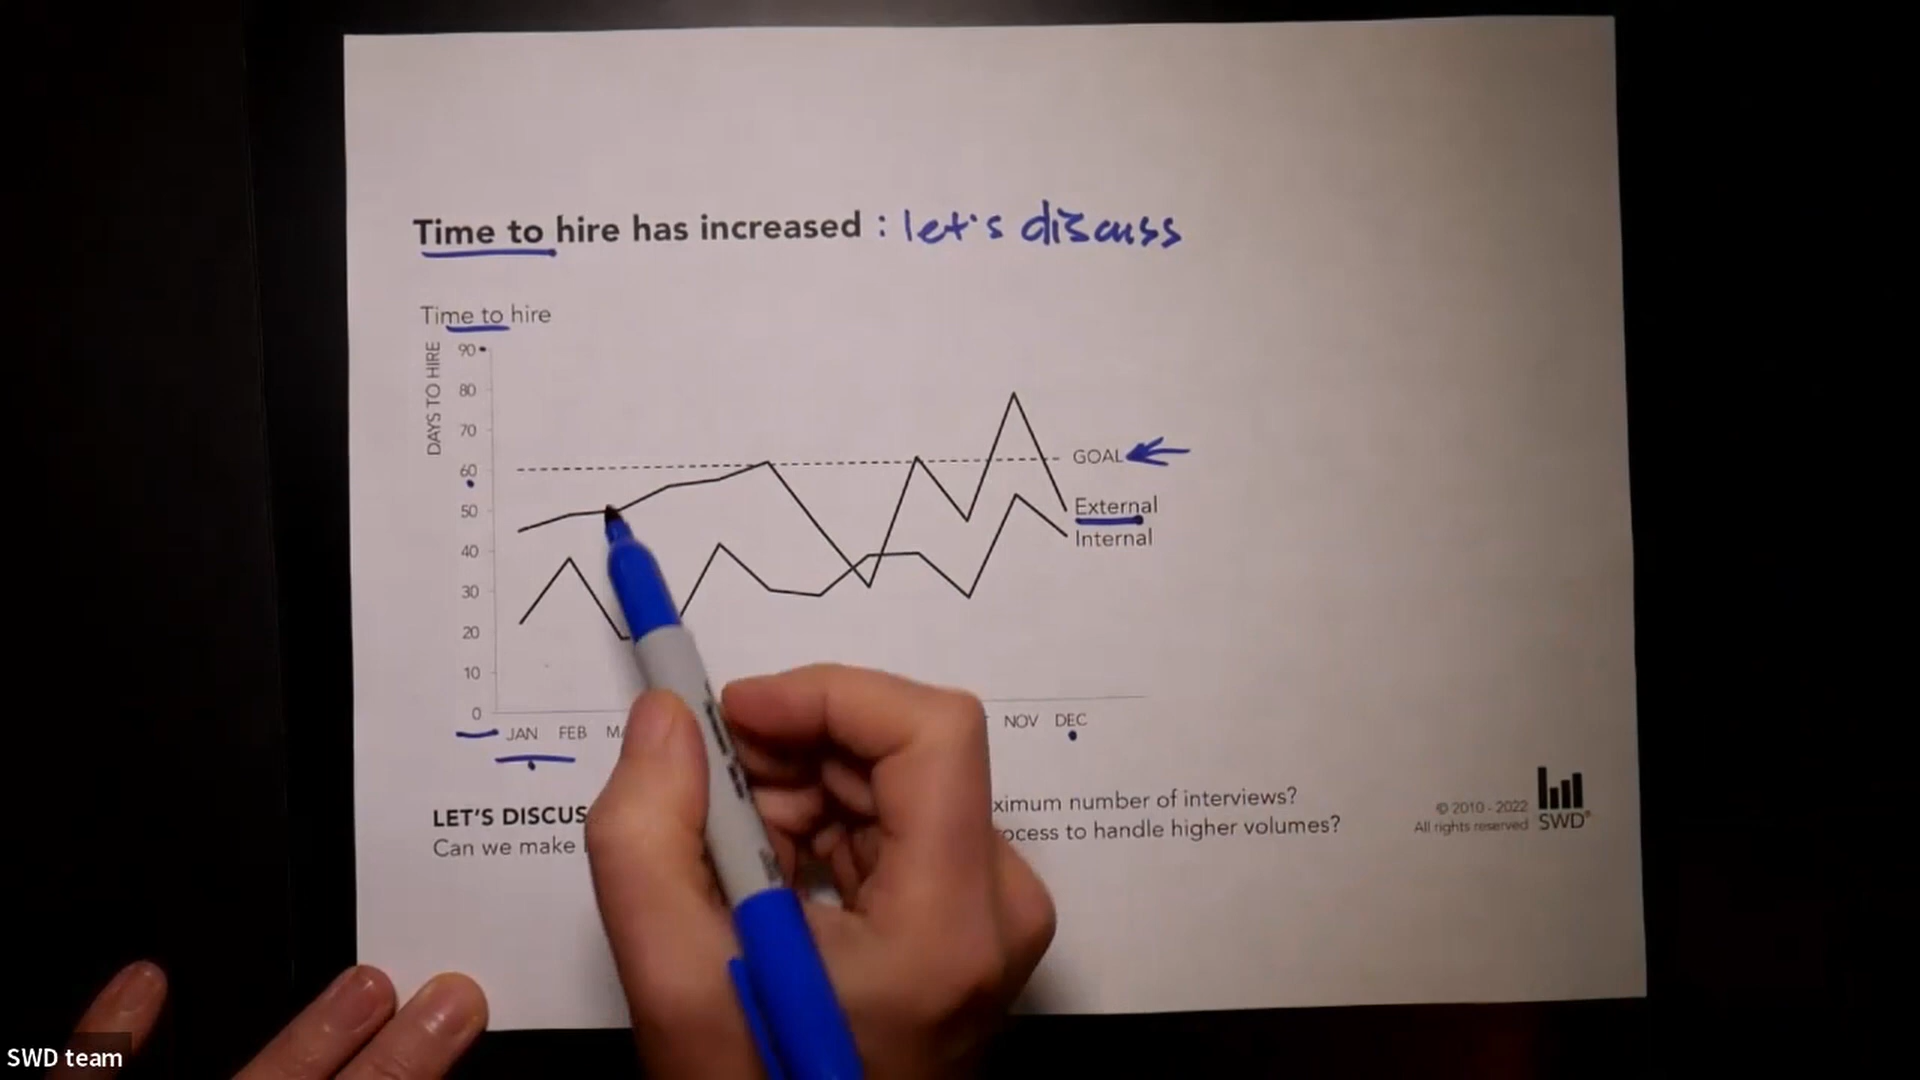 Time to hire has increased : let's discuss
Time to hire
DAYS TO HIRE
90
80
70
60
50
40
30
20
10
0
GOAL
External
Internal
JAN FEB NOV DEC
LET'S DISCUS
Can we make
ximum number of interviews?
ocess to handle higher volumes?
© 2010 - 2022
All rights reserved
SWD®
SWD team